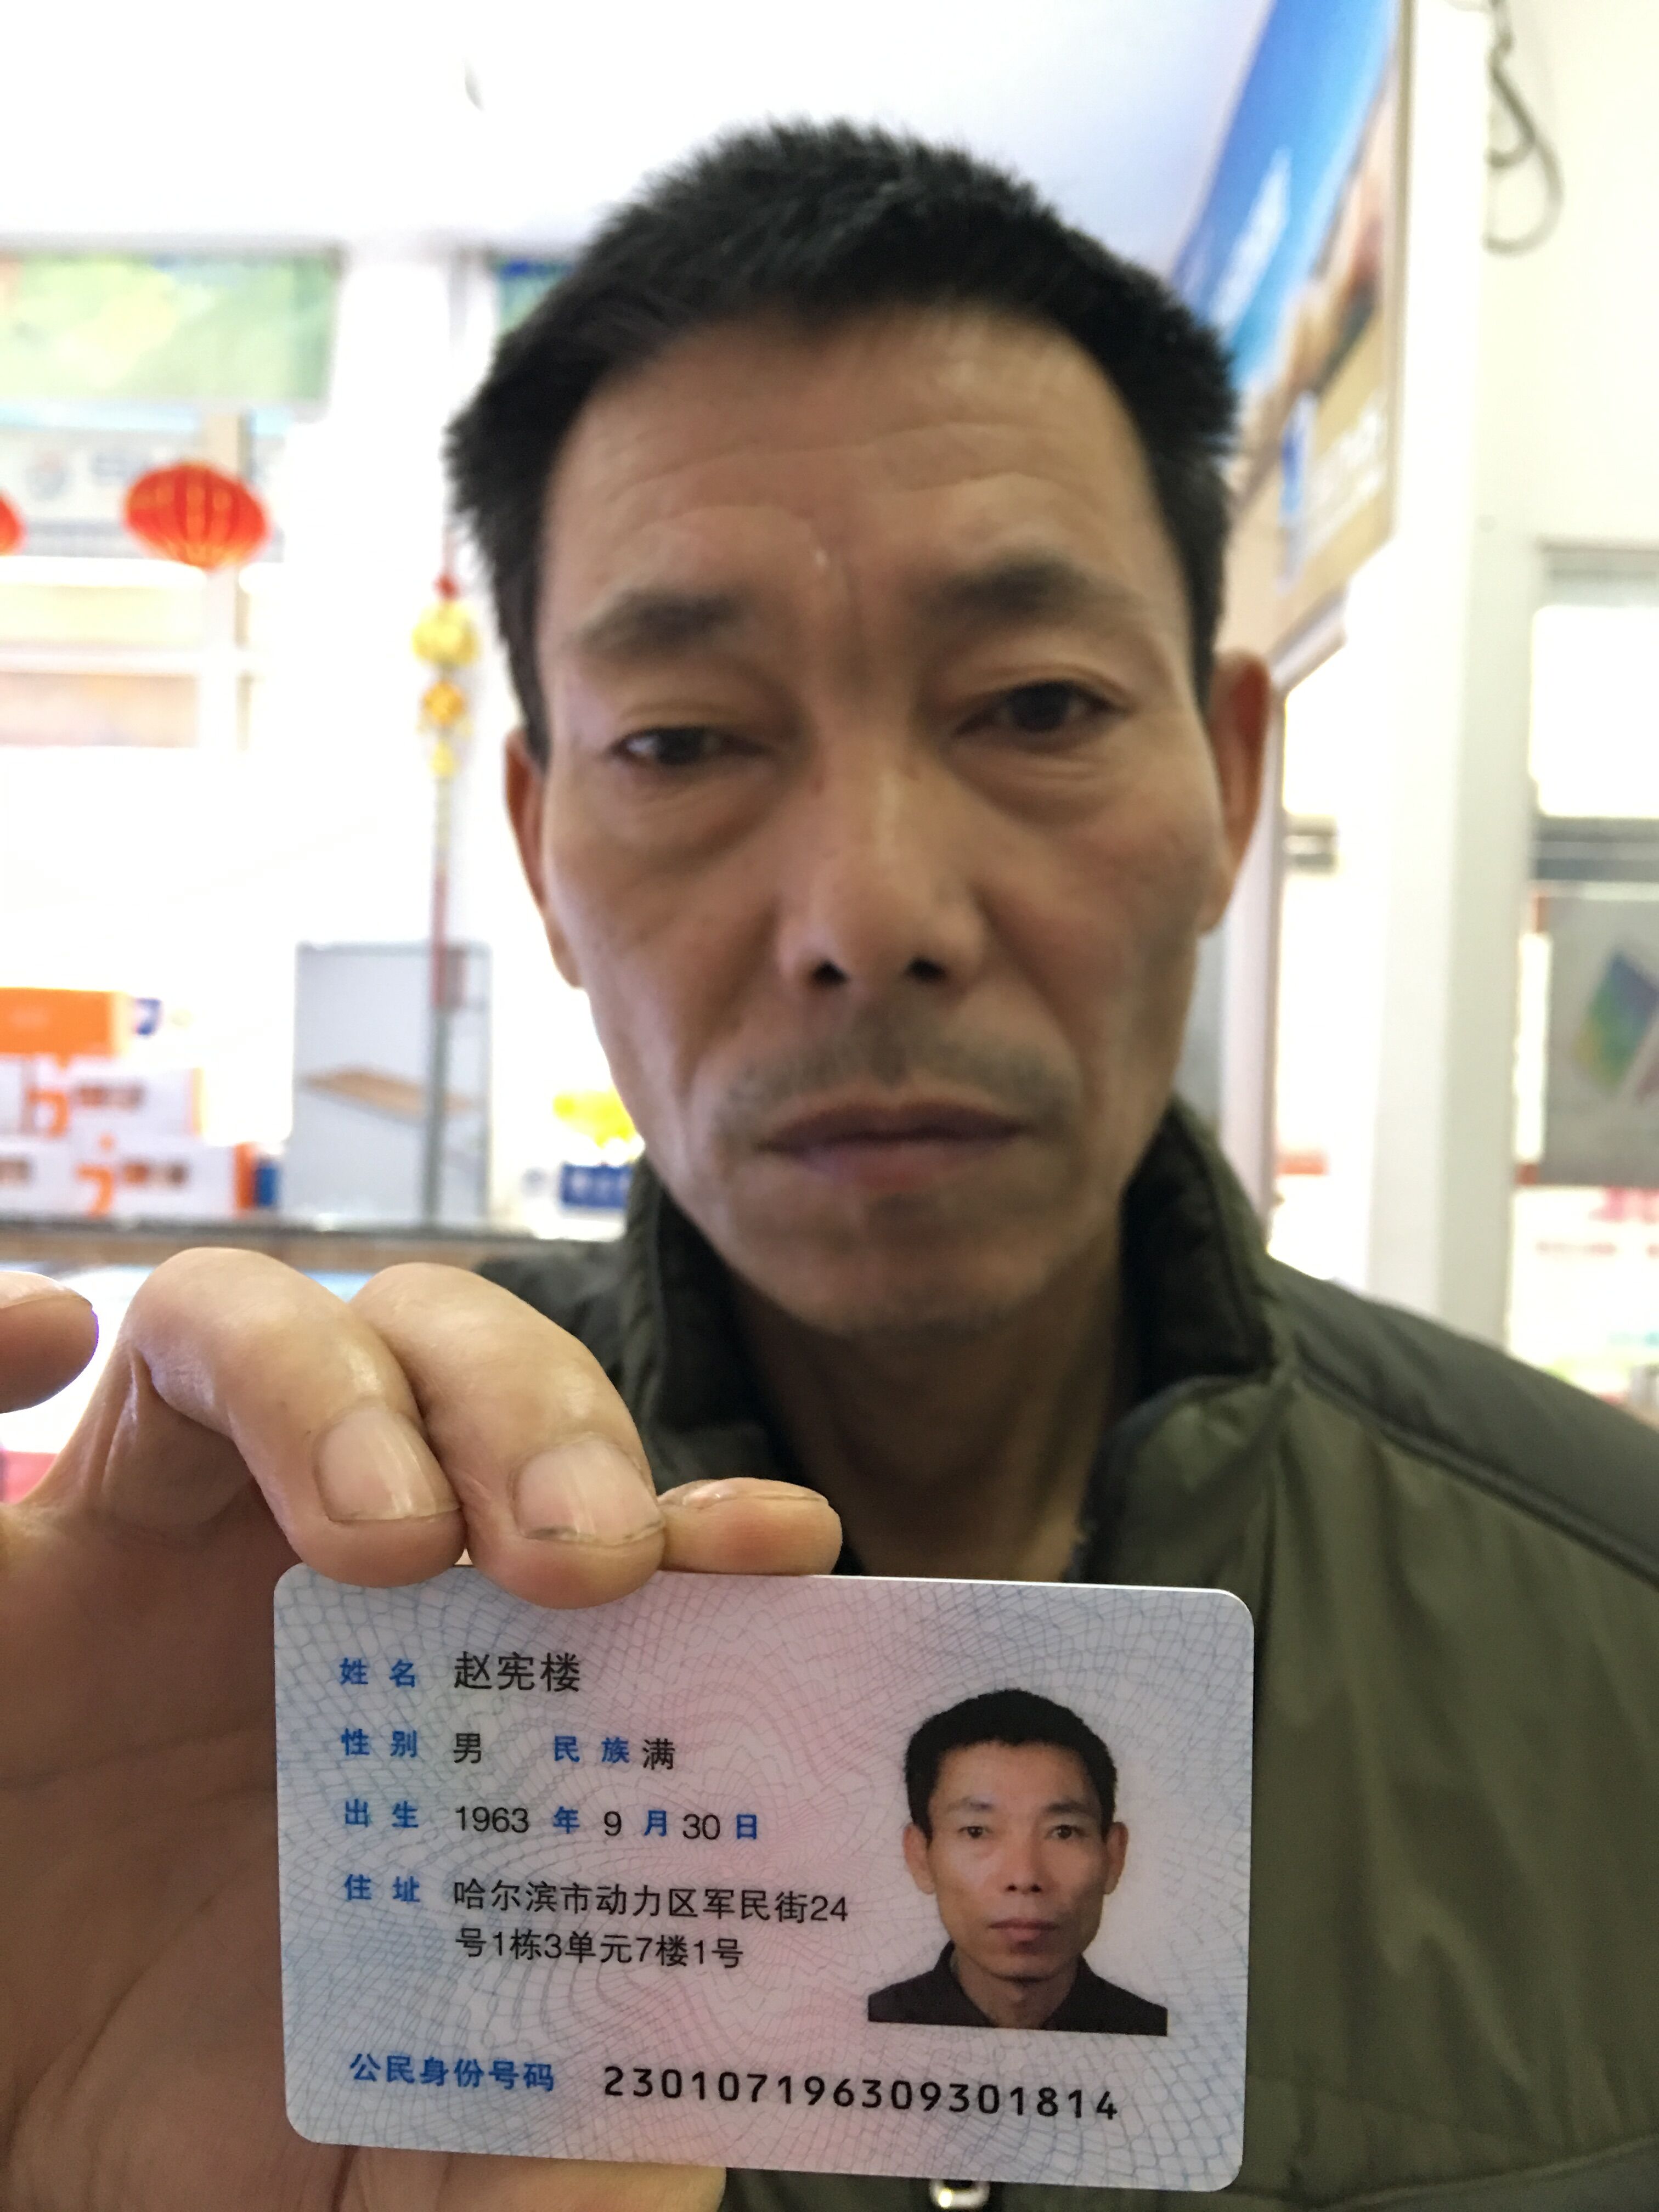 姓名 赵宪楼
性别 男 民族 满
出生 1963 年 9 月 30 日
住址 哈尔滨市动力区军民街24
号1栋3单元7楼1号
公民身份号码 230107196309301814